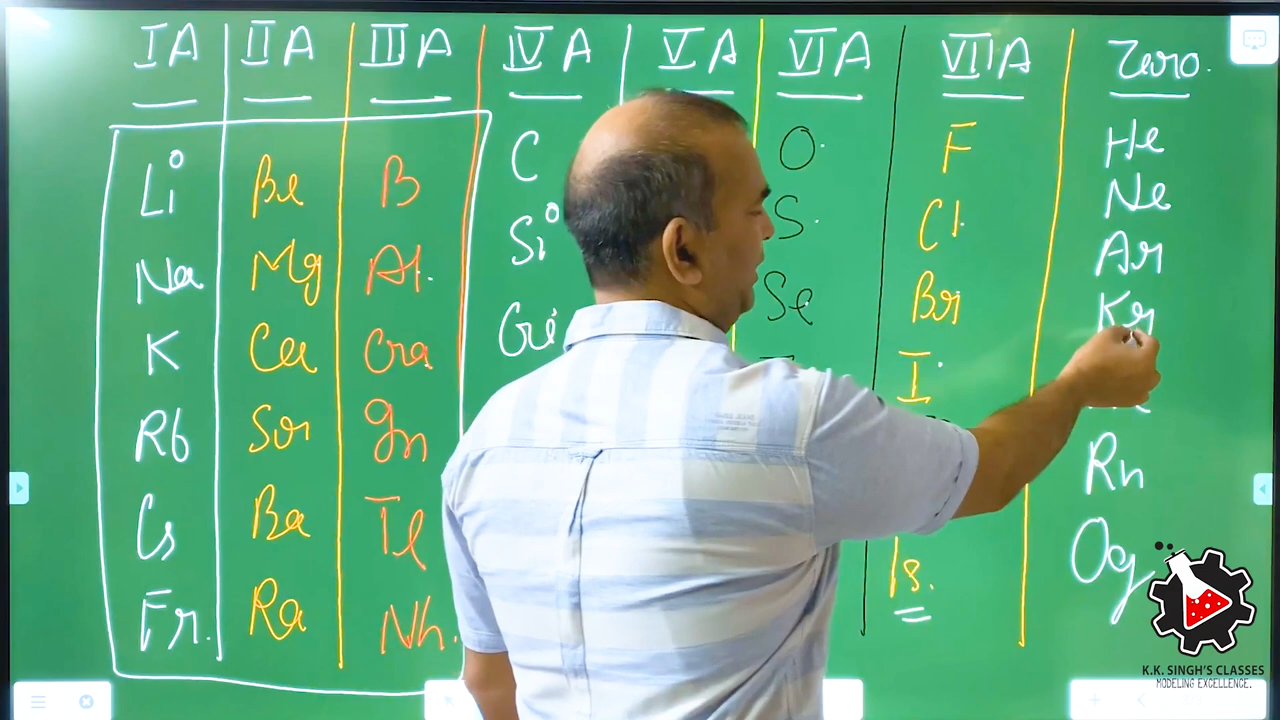 IA IIA IIIA IVA VA VIA VIIA Zero.
Li Be B C O F He
Na Mg Al Si S Cl Ne
K Ca Ga Ge Se Br Ar
Rb Sr In I Kr
Cs Ba Tl Rn
Fr. Ra Nh. Ts. Og
K.K. SINGH'S CLASSES
MODELING EXCELLENCE.